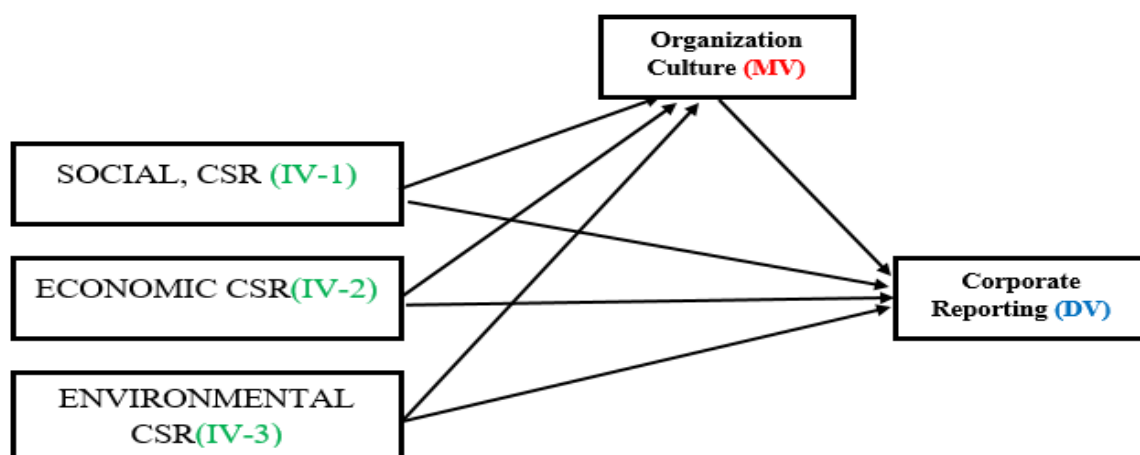 Organization
Culture (MV)
SOCIAL, CSR (IV-1)
ECONOMIC CSR(IV-2)
Corporate
Reporting (DV)
ENVIRONMENTAL
CSR(IV-3)